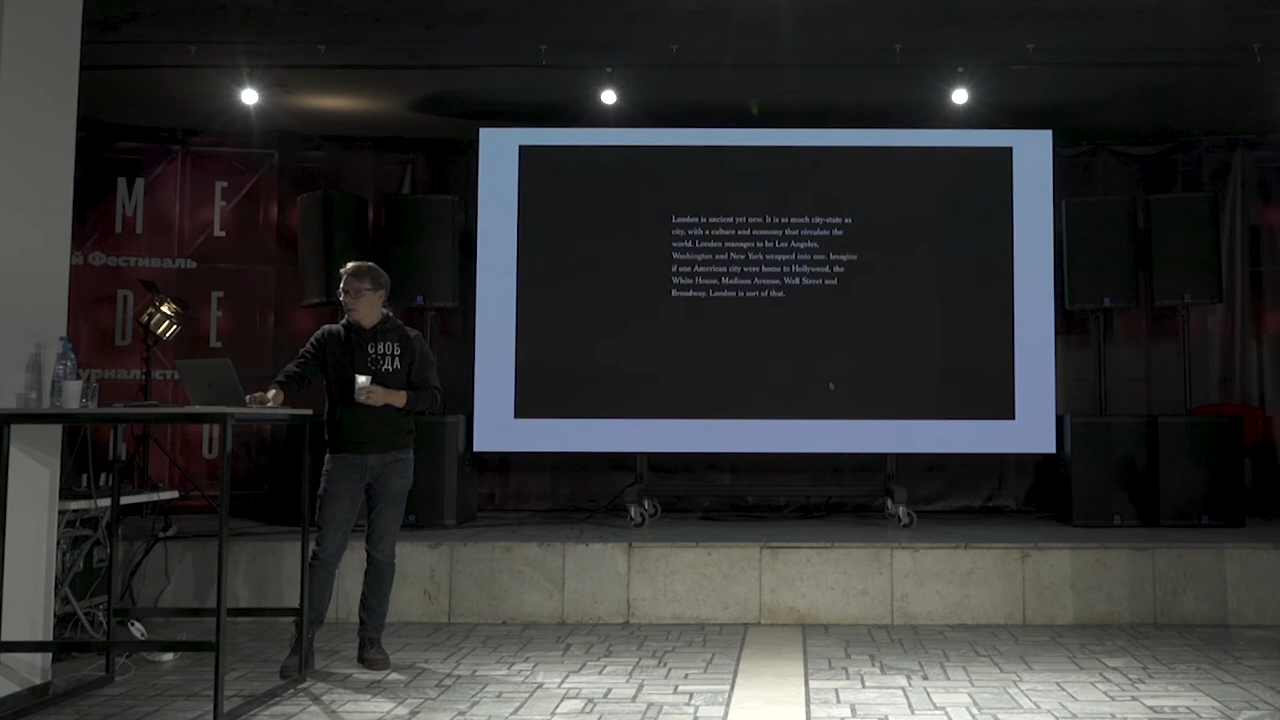 M E
й Фестиваль
D E
урналисти
СВОБ
ДА
London is ancient yet new. It is as much city-state as
city, with a culture and economy that circulate the
world. London manages to be Los Angeles,
Washington and New York wrapped into one. Imagine
if one American city were home to Hollywood, the
White House, Madison Avenue, Wall Street and
Broadway. London is sort of that.